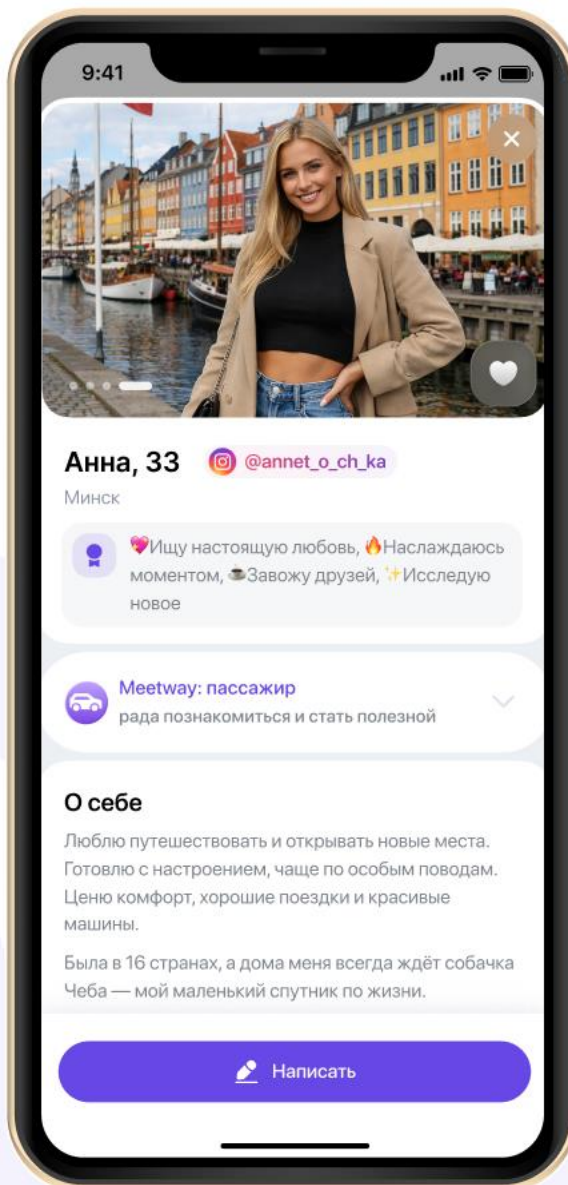 9:41
Анна, 33
@annet_o_ch_ka
Минск
💖Ищу настоящую любовь, 🔥Наслаждаюсь
моментом, ☕Завожу друзей, ✨Исследую
новое
Meetway: пассажир
рада познакомиться и стать полезной
О себе
Люблю путешествовать и открывать новые места.
Готовлю с настроением, чаще по особым поводам.
Ценю комфорт, хорошие поездки и красивые
машины.
Была в 16 странах, а дома меня всегда ждёт собачка
Чеба — мой маленький спутник по жизни.
Написать